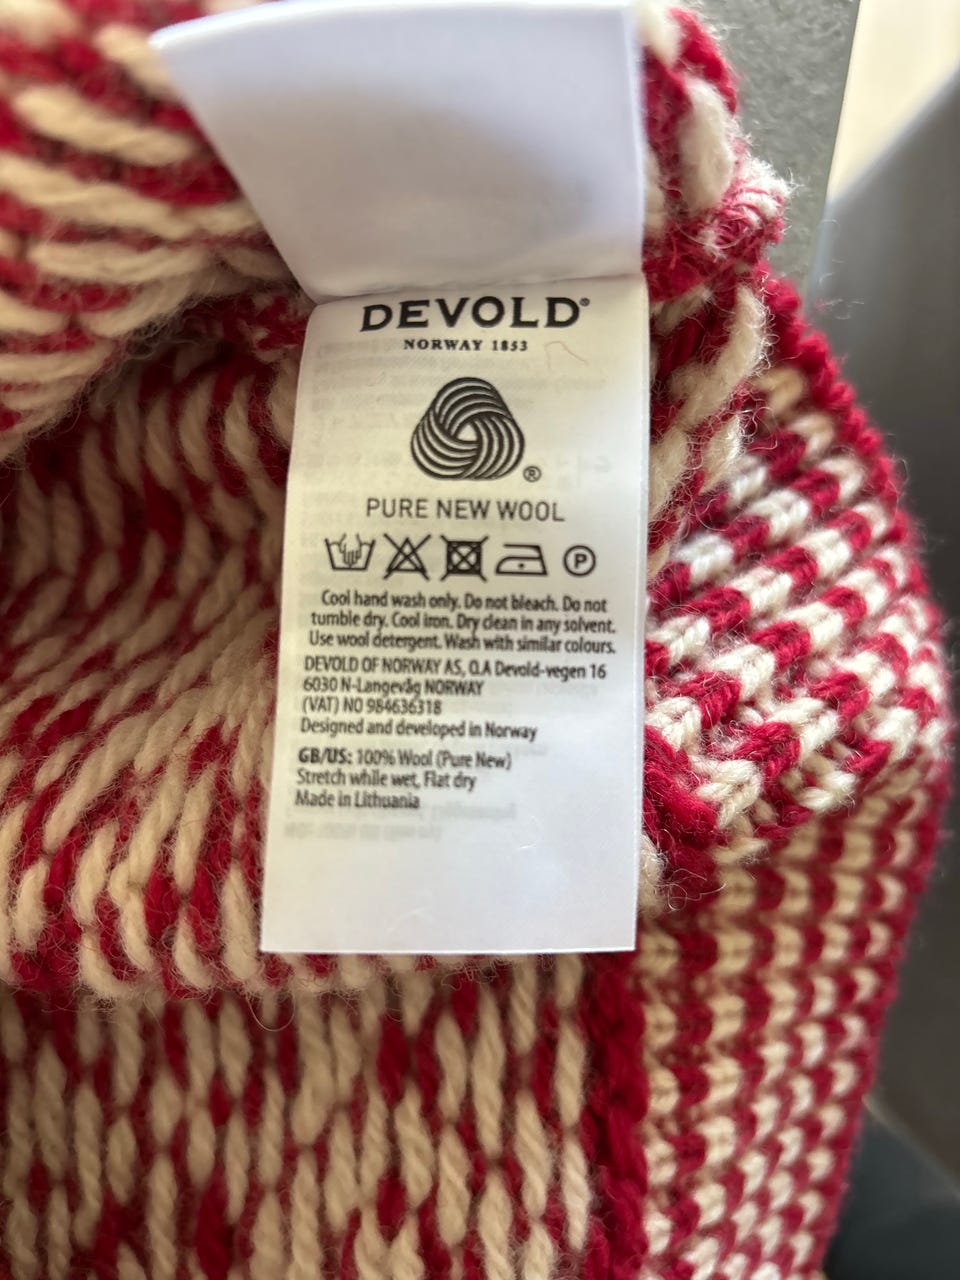 DEVOLD®
NORWAY 1853
®
PURE NEW WOOL
P
Cool hand wash only. Do not bleach. Do not
tumble dry. Cool iron. Dry clean in any solvent.
Use wool detergent. Wash with similar colours.
DEVOLD OF NORWAY AS, O.A Devold-vegen 16
6030 N-Langevåg NORWAY
(VAT) NO 984636318
Designed and developed in Norway
GB/US: 100% Wool (Pure New)
Stretch while wet, Flat dry
Made in Lithuania